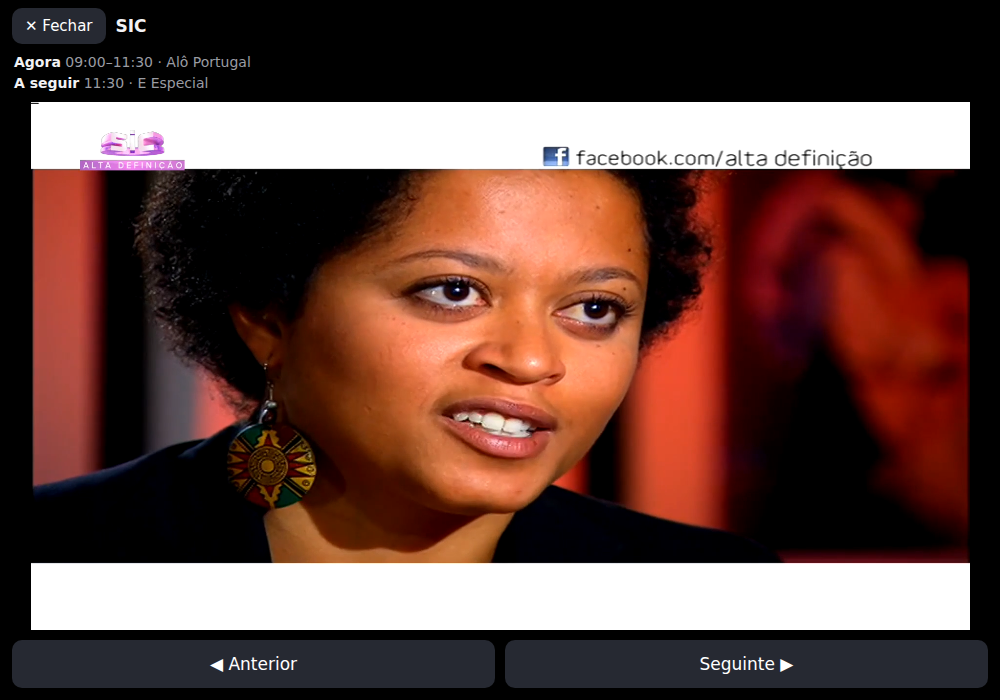 ✕ Fechar SIC
Agora 09:00–11:30 · Alô Portugal
A seguir 11:30 · E Especial
SIC
ALTA DEFINIÇÃO
facebook.com/alta definição
◀ Anterior
Seguinte ▶